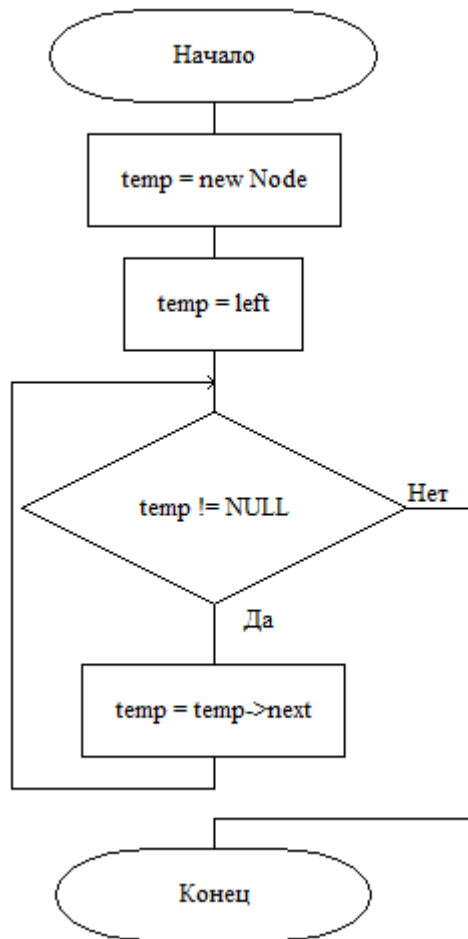 Начало
temp = new Node
temp = left
temp != NULL
Нет
Да
temp = temp->next
Конец